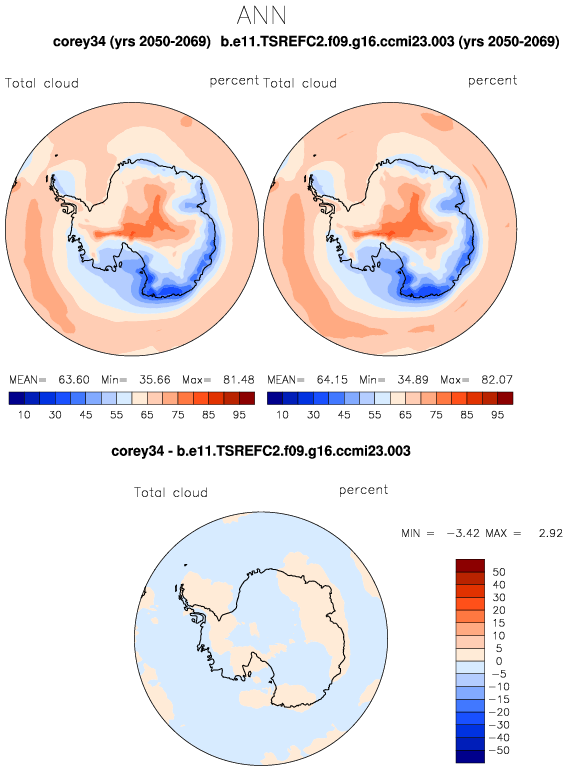 ANN
corey34 (yrs 2050-2069) b.e11.TSREFC2.f09.g16.ccmi23.003 (yrs 2050-2069)
Total cloud percent Total cloud percent
MEAN= 63.60 Min= 35.66 Max= 81.48 MEAN= 64.15 Min= 34.89 Max= 82.07
10 30 45 55 65 75 85 95 10 30 45 55 65 75 85 95
corey34 - b.e11.TSREFC2.f09.g16.ccmi23.003
Total cloud percent
MIN = -3.42 MAX = 2.92
50
40
30
20
15
10
5
0
-5
-10
-15
-20
-30
-40
-50